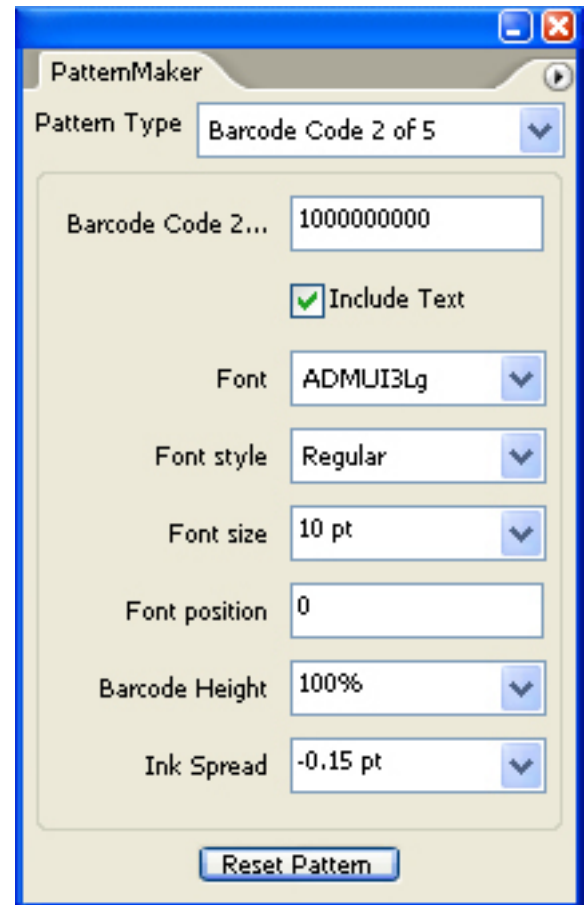 PatternMaker
Pattern Type Barcode Code 2 of 5
Barcode Code 2... 1000000000
Include Text
Font ADMUI3Lg
Font style Regular
Font size 10 pt
Font position 0
Barcode Height 100%
Ink Spread -0.15 pt
Reset Pattern